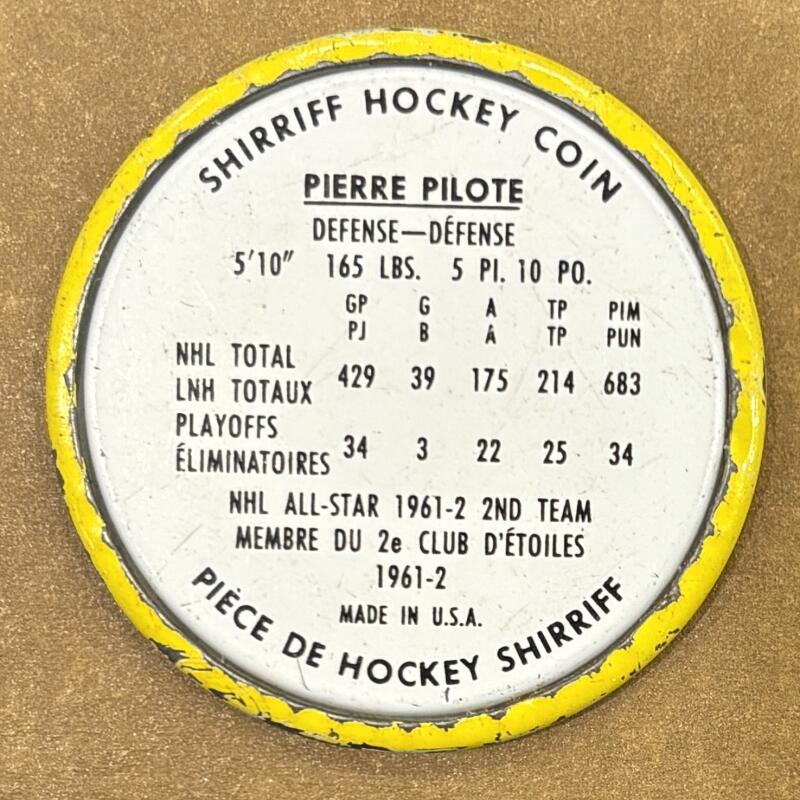 SHIRRIFF HOCKEY COIN
PIERRE PILOTE
DEFENSE—DÉFENSE
5'10" 165 LBS. 5 PI. 10 PO.
GP G A TP PIM
PJ B A TP PUN
NHL TOTAL
LNH TOTAUX 429 39 175 214 683
PLAYOFFS
ÉLIMINATOIRES 34 3 22 25 34
NHL ALL-STAR 1961-2 2ND TEAM
MEMBRE DU 2e CLUB D'ÉTOILES
1961-2
MADE IN U.S.A.
PIÈCE DE HOCKEY SHIRRIFF